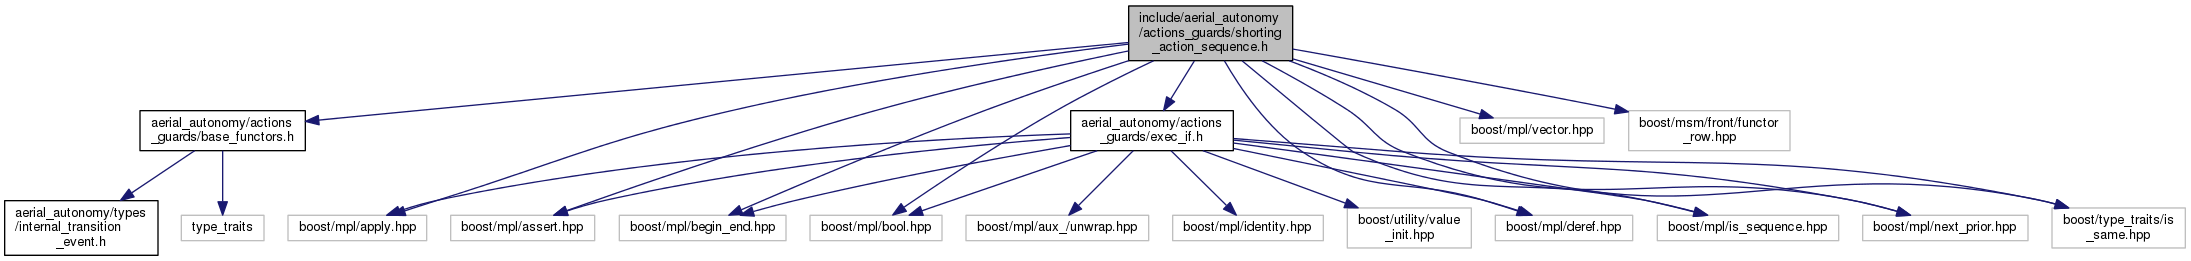 include/aerial_autonomy
/actions_guards/shorting
_action_sequence.h
aerial_autonomy/actions
_guards/base_functors.h
aerial_autonomy/actions
_guards/exec_if.h
boost/mpl/vector.hpp
boost/msm/front/functor
_row.hpp
aerial_autonomy/types
/internal_transition
_event.h
type_traits
boost/mpl/apply.hpp
boost/mpl/assert.hpp
boost/mpl/begin_end.hpp
boost/mpl/bool.hpp
boost/mpl/aux_/unwrap.hpp
boost/mpl/identity.hpp
boost/utility/value
_init.hpp
boost/mpl/deref.hpp
boost/mpl/is_sequence.hpp
boost/mpl/next_prior.hpp
boost/type_traits/is
_same.hpp